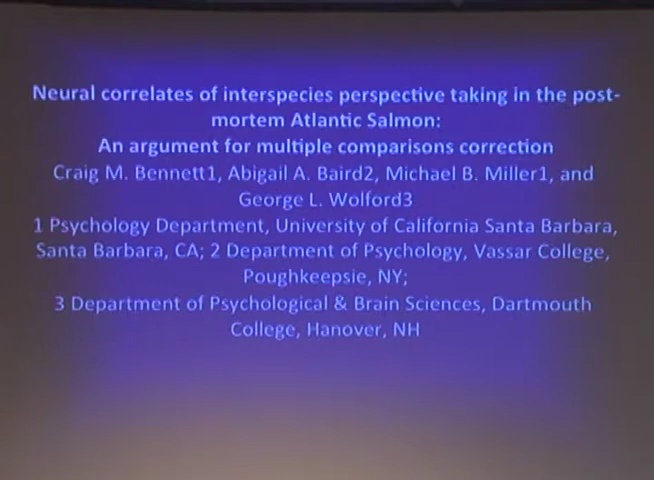 Neural correlates of interspecies perspective taking in the post-
mortem Atlantic Salmon:
An argument for multiple comparisons correction
Craig M. Bennett1, Abigail A. Baird2, Michael B. Miller1, and
George L. Wolford3
1 Psychology Department, University of California Santa Barbara,
Santa Barbara, CA; 2 Department of Psychology, Vassar College,
Poughkeepsie, NY;
3 Department of Psychological & Brain Sciences, Dartmouth
College, Hanover, NH